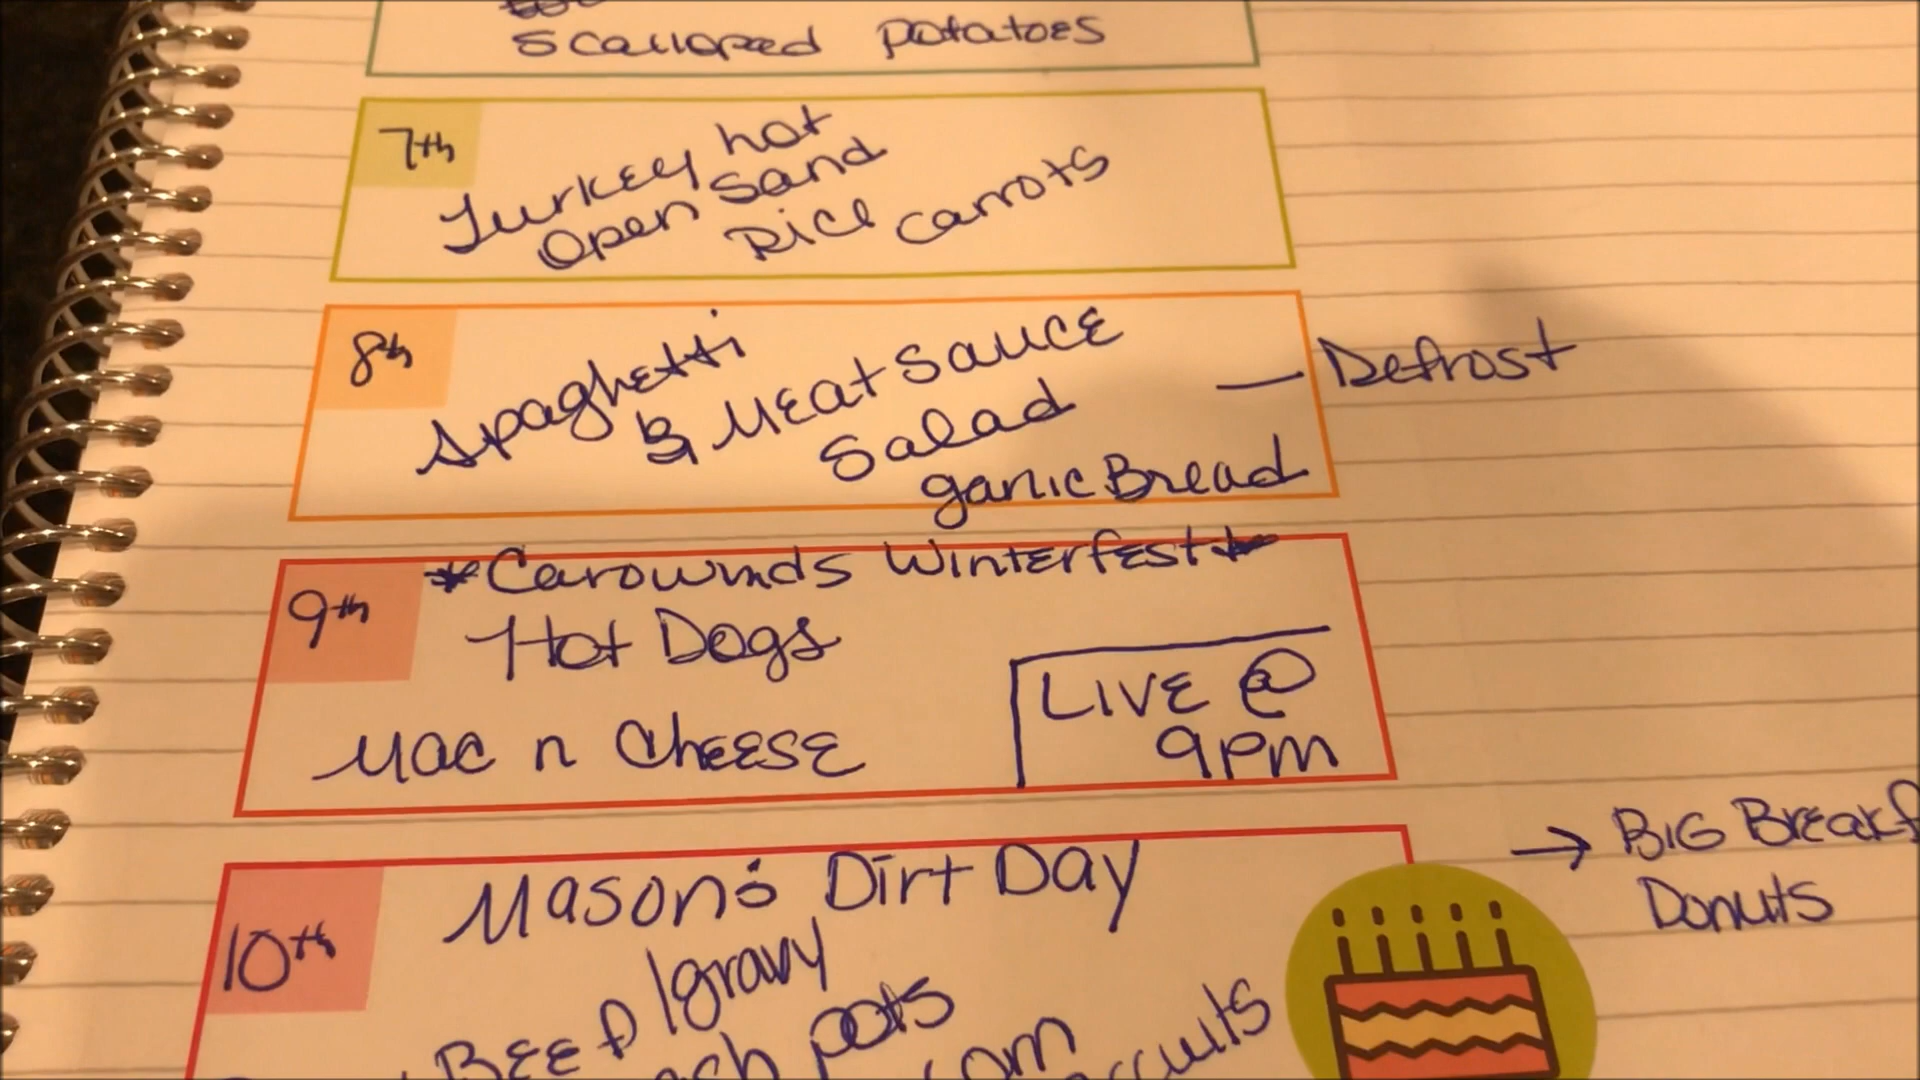 Scalloped potatoes
7th
Turkey hot
Open Sand
Rice Carrots
8th
Spaghetti
& Meat Sauce
Salad
garlic Bread
Defrost
9th
*Carowinds Winterfest*
Hot Dogs
Mac n Cheese
LIVE @
9pm
10th
Mason's Dirt Day
Beef /gravy
pots
→ BIG Breakf
Donuts